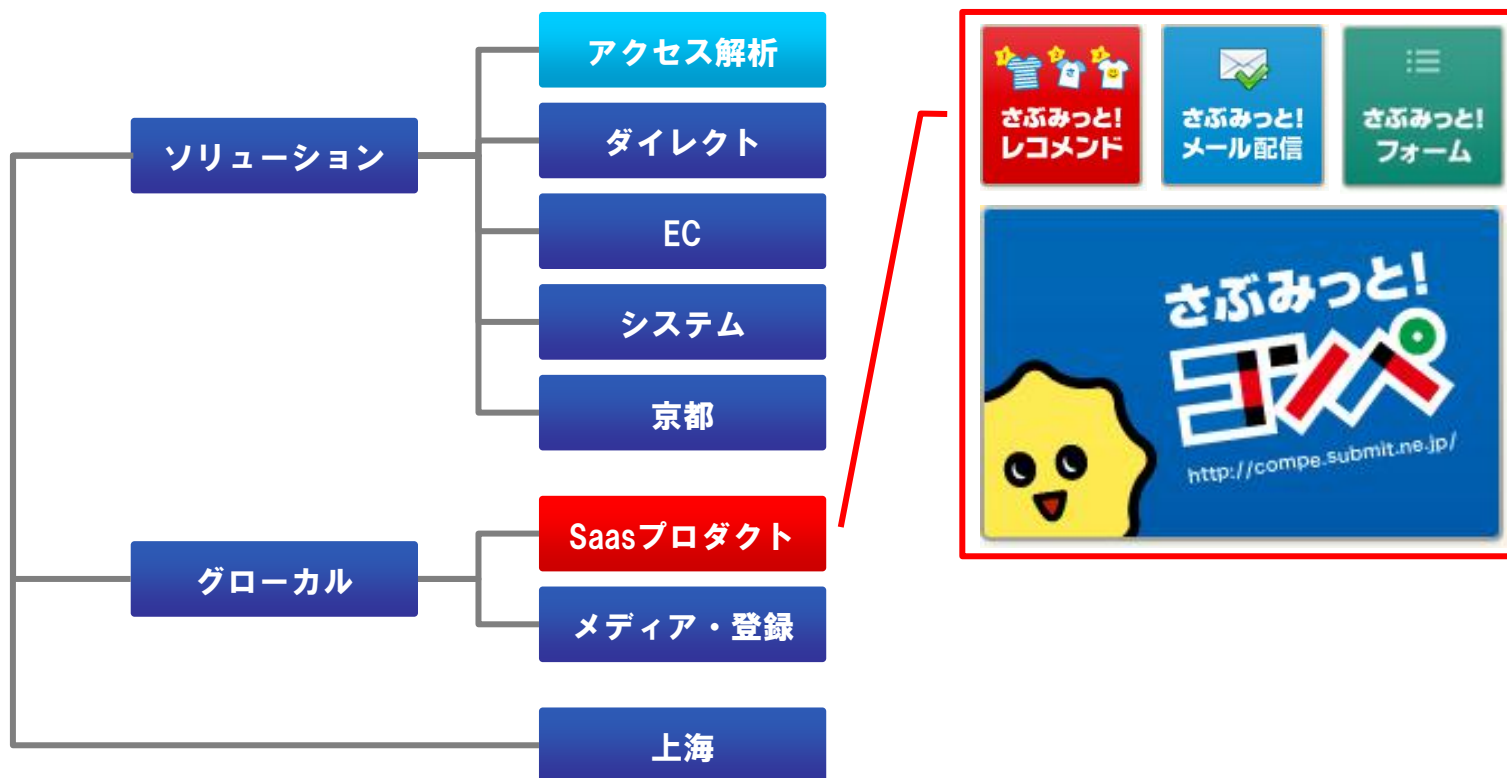 アクセス解析
ソリューション
ダイレクト
EC
システム
京都
グローカル
Saasプロダクト
メディア・登録
上海
1 2 3
さ
さぶみっと!
レコメンド
さぶみっと!
メール配信
さぶみっと!
フォーム
さぶみっと!
コンペ
http://compe.submit.ne.jp/